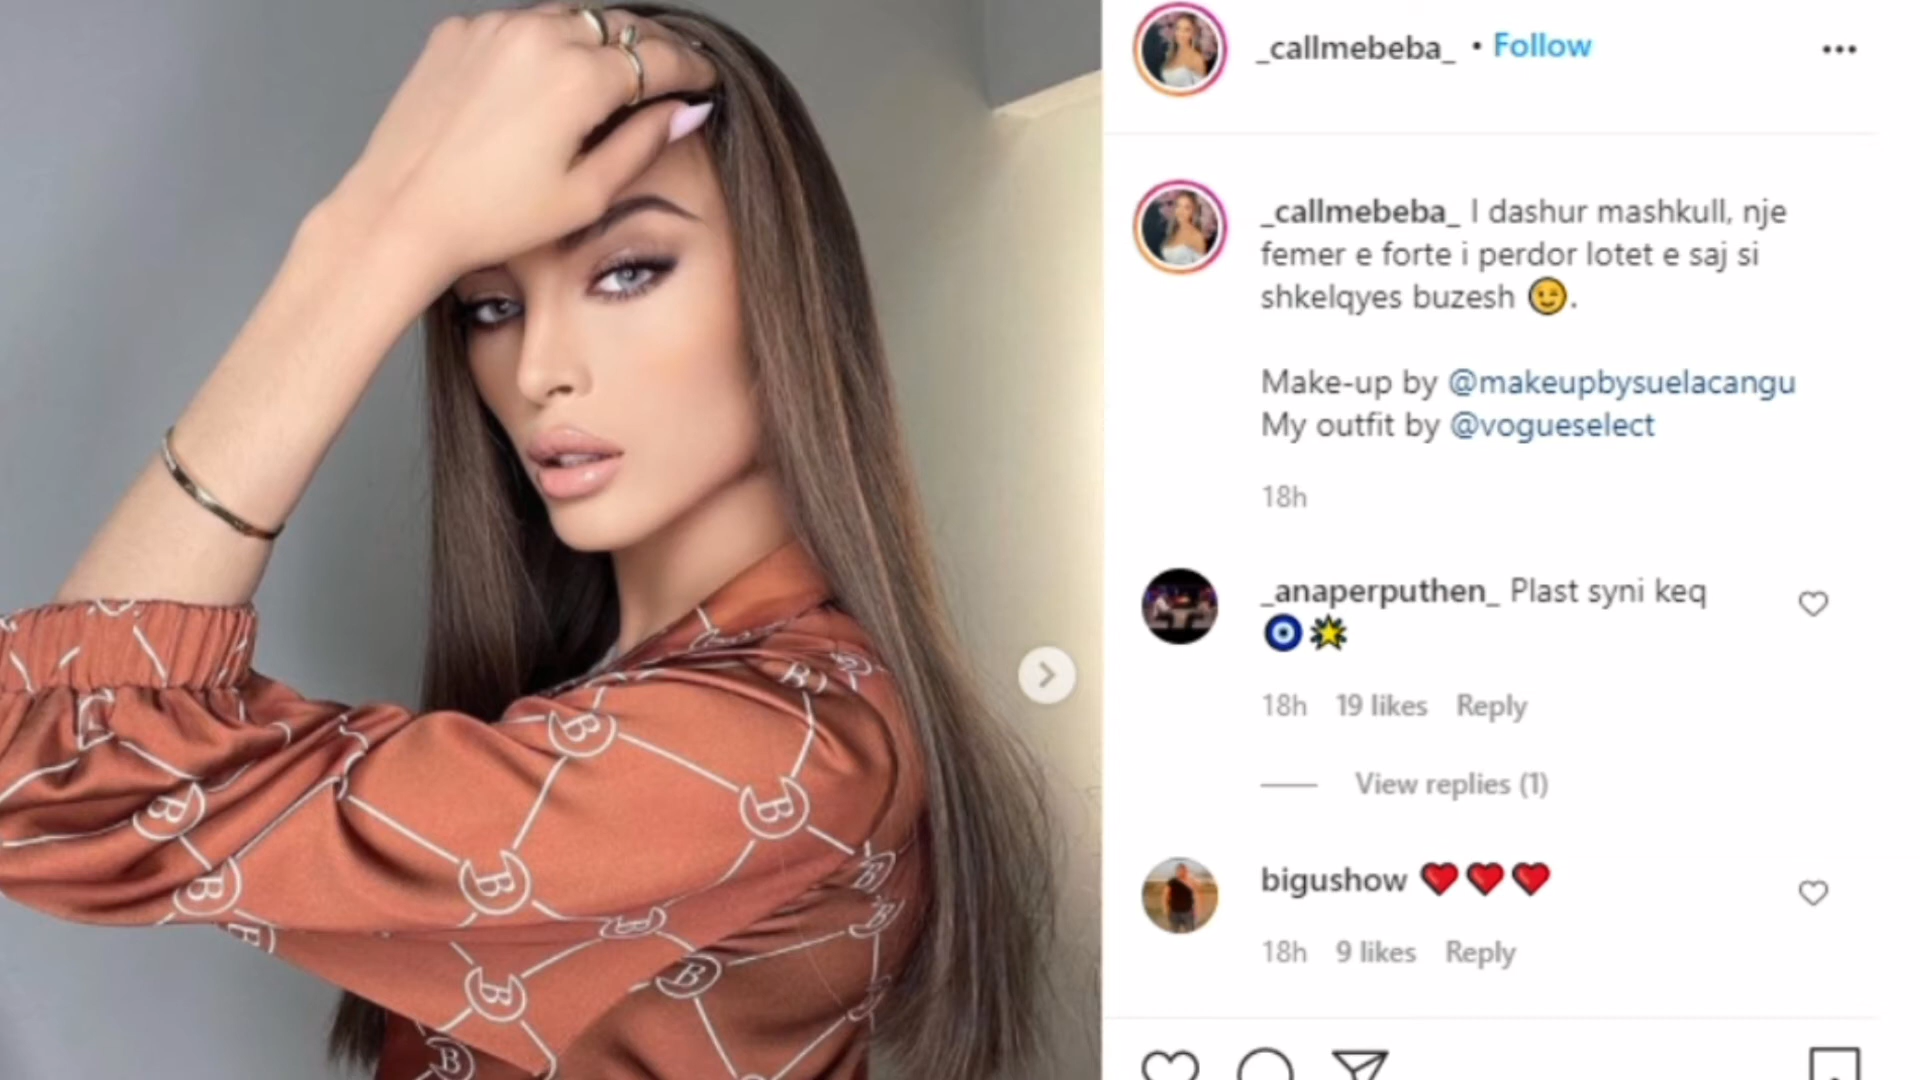 _callmebeba_ • Follow
_callmebeba_ I dashur mashkull, nje
femer e forte i perdor lotet e saj si
shkelqyes buzesh 😉.
Make-up by @makeupbysuelacangu
My outfit by @vogueselect
18h
_anaperputhen_ Plast syni keq
🧿🌟
18h 19 likes Reply
View replies (1)
bigushow ❤️❤️❤️
18h 9 likes Reply
B
B
B
B
B
B
B
B
B